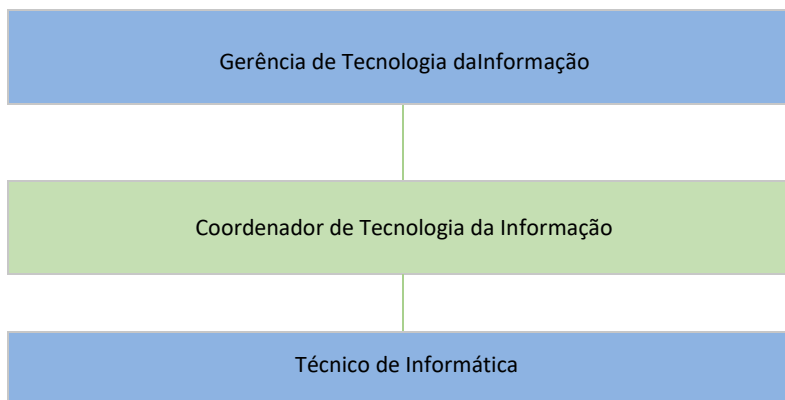 Gerência de Tecnologia daInformação
Coordenador de Tecnologia da Informação
Técnico de Informática